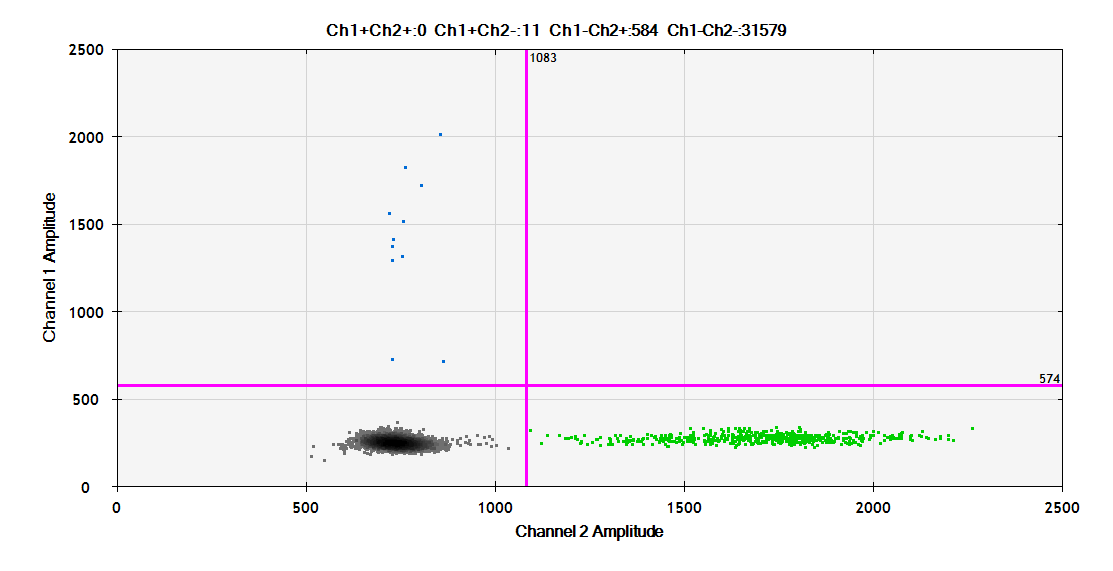 Ch1+Ch2+:0 Ch1+Ch2-:11 Ch1-Ch2+:584 Ch1-Ch2-:31579
2500
1083
2000
1500
Channel 1 Amplitude
1000
574
500
0
0 500 1000 1500 2000 2500
Channel 2 Amplitude